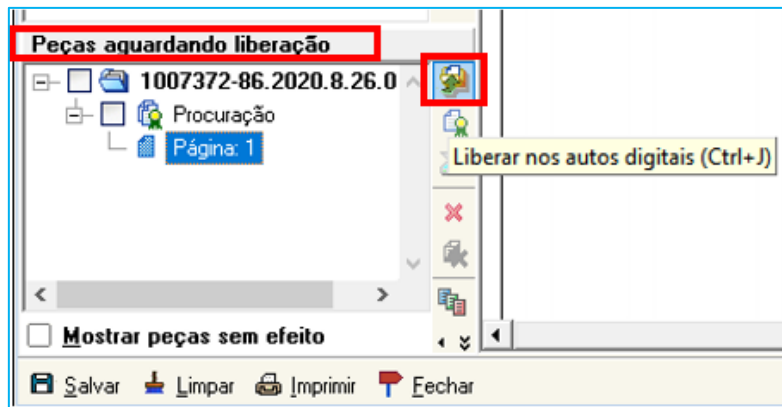 Peças aguardando liberação
1007372-86.2020.8.26.0
Procuração
Página: 1
Liberar nos autos digitais (Ctrl+J)
Mostrar peças sem efeito
Salvar Limpar Imprimir Fechar